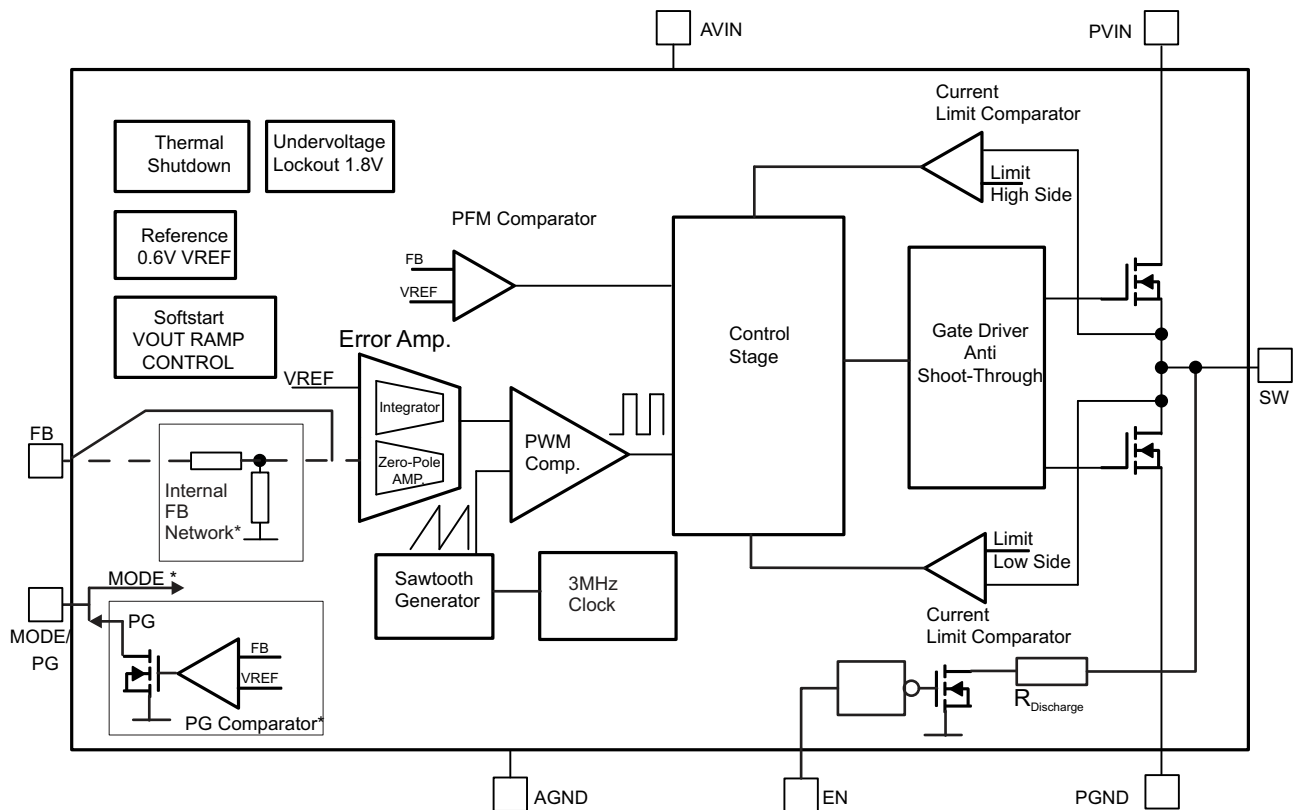 AVIN
PVIN
Current
Limit Comparator
Thermal
Shutdown
Undervoltage
Lockout 1.8V
Limit
High Side
PFM Comparator
Reference
0.6V VREF
FB
VREF
Softstart
VOUT RAMP
CONTROL
Error Amp.
Control
Stage
Gate Driver
Anti
Shoot-Through
VREF
Integrator
SW
FB
PWM
Comp.
Zero-Pole
AMP.
Internal
FB
Network*
Limit
Low Side
MODE *
Sawtooth
Generator
3MHz
Clock
MODE/
PG
PG
Current
Limit Comparator
FB
VREF
PG Comparator*
RDischarge
AGND
EN
PGND